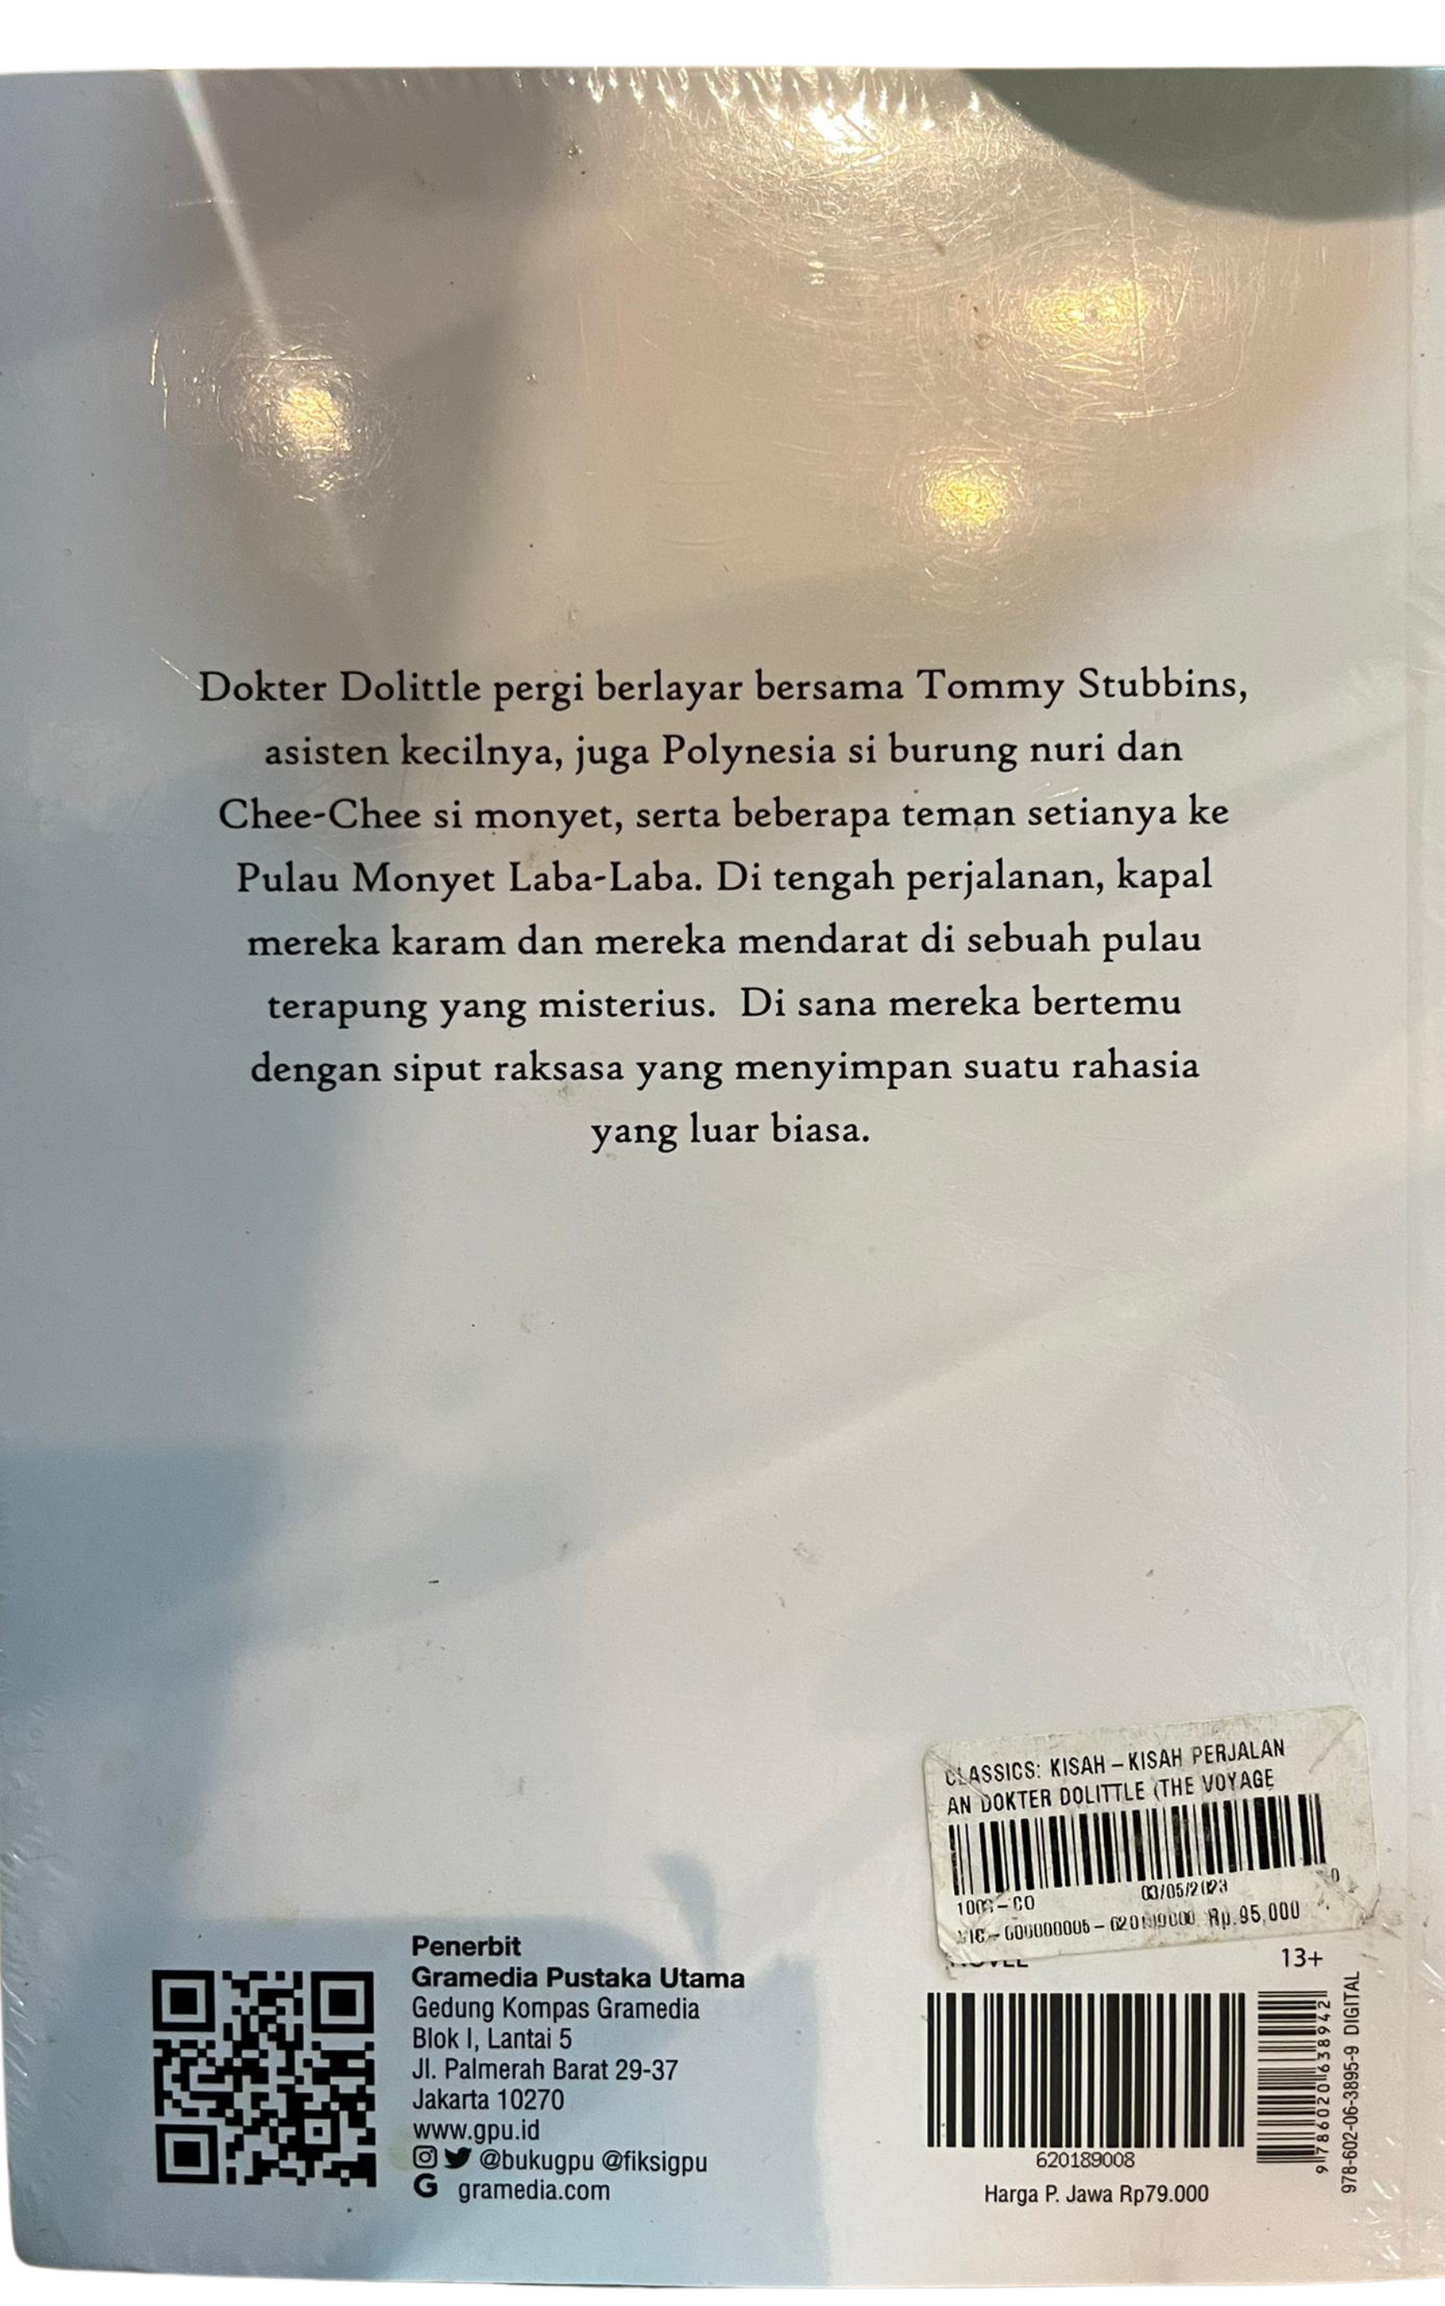 Dokter Dolittle pergi berlayar bersama Tommy Stubbins,
asisten kecilnya, juga Polynesia si burung nuri dan
Chee-Chee si monyet, serta beberapa teman setianya ke
Pulau Monyet Laba-Laba. Di tengah perjalanan, kapal
mereka karam dan mereka mendarat di sebuah pulau
terapung yang misterius. Di sana mereka bertemu
dengan siput raksasa yang menyimpan suatu rahasia
yang luar biasa.
CLASSICS: KISAH – KISAH PERJALAN
AN DOKTER DOLITTLE (THE VOYAGE
03/05/2023
Rp.95,000
NOVEL
13+
Penerbit
Gramedia Pustaka Utama
Gedung Kompas Gramedia
Blok I, Lantai 5
Jl. Palmerah Barat 29-37
Jakarta 10270
www.gpu.id
@bukugpu @fiksigpu
G gramedia.com
620189008
Harga P. Jawa Rp79.000
9786020638942
978-602-06-3895-9 DIGITAL